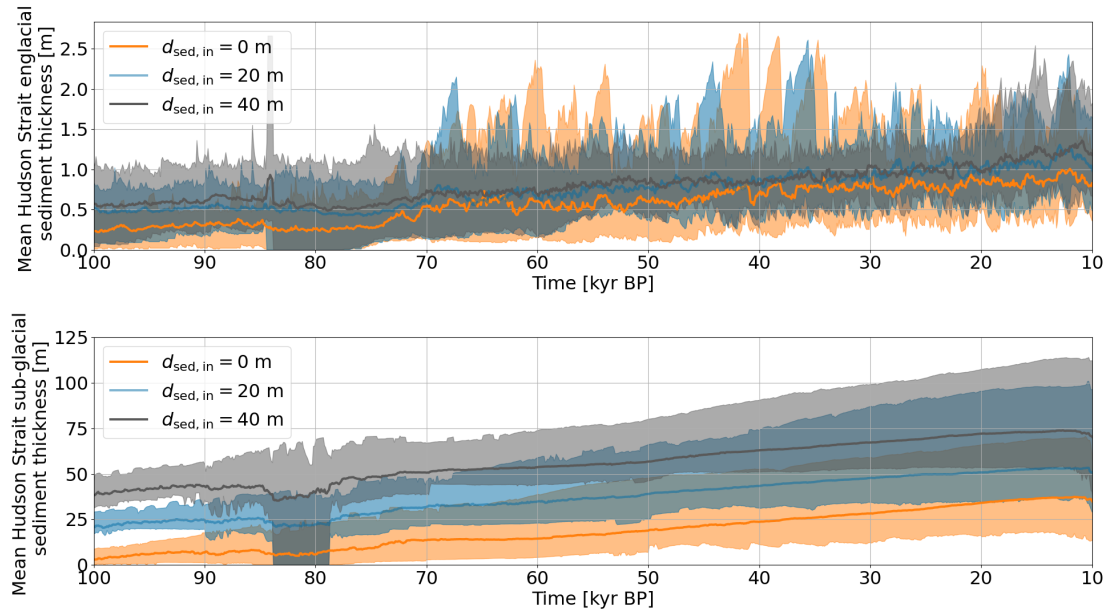 Mean Hudson Strait englacial
sediment thickness [m]
2.5
2.0
1.5
1.0
0.5
0.0
d_sed, in = 0 m
d_sed, in = 20 m
d_sed, in = 40 m
100 90 80 70 60 50 40 30 20 10
Time [kyr BP]
Mean Hudson Strait sub-glacial
sediment thickness [m]
125
100
75
50
25
0
d_sed, in = 0 m
d_sed, in = 20 m
d_sed, in = 40 m
100 90 80 70 60 50 40 30 20 10
Time [kyr BP]